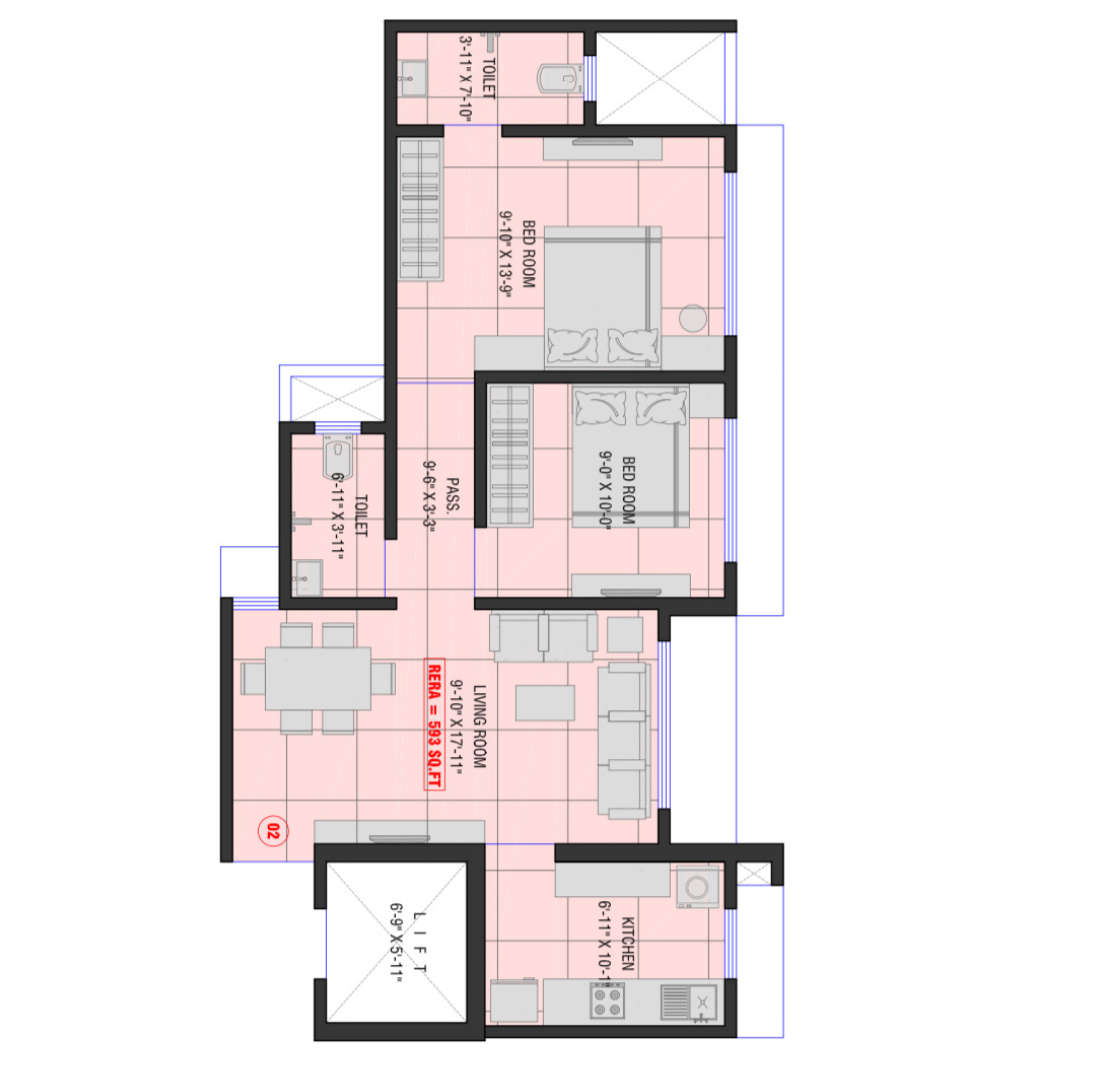 TOILET
3'-11" X 7'-10"
BED ROOM
9'-10" X 13'-9"
BED ROOM
9'-0" X 10'-0"
PASS.
9'-6" X 3'-3"
TOILET
6'-11" X 3'-11"
LIVING ROOM
9'-10" X 17'-11"
RERA = 593 SQ.FT
02
LIFT
6'-9" X 5'-11"
KITCHEN
6'-11" X 10'-1